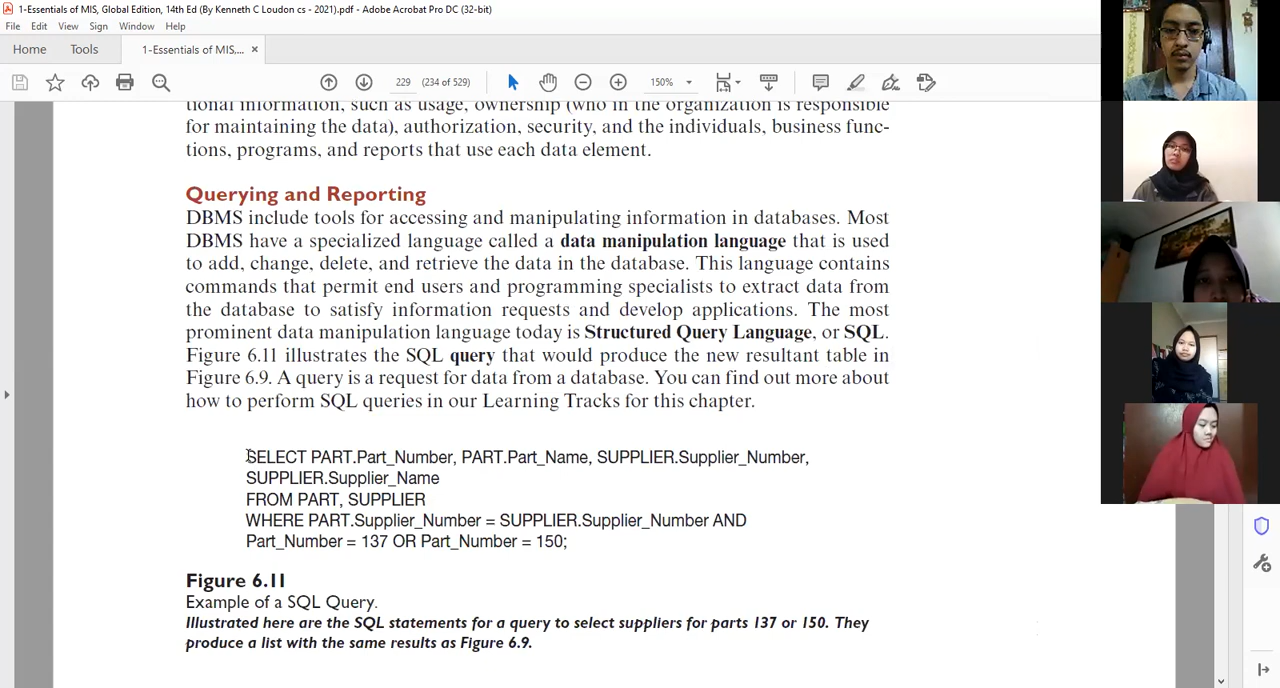 1-Essentials of MIS, Global Edition, 14th Ed (By Kenneth C Loudon cs - 2021).pdf - Adobe Acrobat Pro DC (32-bit)
File Edit View Sign Window Help
Home Tools 1-Essentials of MIS,... ×
229 (234 of 529) 150%
tional information, such as usage, ownership (who in the organization is responsible
for maintaining the data), authorization, security, and the individuals, business func-
tions, programs, and reports that use each data element.
Querying and Reporting
DBMS include tools for accessing and manipulating information in databases. Most
DBMS have a specialized language called a data manipulation language that is used
to add, change, delete, and retrieve the data in the database. This language contains
commands that permit end users and programming specialists to extract data from
the database to satisfy information requests and develop applications. The most
prominent data manipulation language today is Structured Query Language, or SQL.
Figure 6.11 illustrates the SQL query that would produce the new resultant table in
Figure 6.9. A query is a request for data from a database. You can find out more about
how to perform SQL queries in our Learning Tracks for this chapter.
SELECT PART.Part_Number, PART.Part_Name, SUPPLIER.Supplier_Number,
SUPPLIER.Supplier_Name
FROM PART, SUPPLIER
WHERE PART.Supplier_Number = SUPPLIER.Supplier_Number AND
Part_Number = 137 OR Part_Number = 150;
Figure 6.11
Example of a SQL Query.
Illustrated here are the SQL statements for a query to select suppliers for parts 137 or 150. They
produce a list with the same results as Figure 6.9.